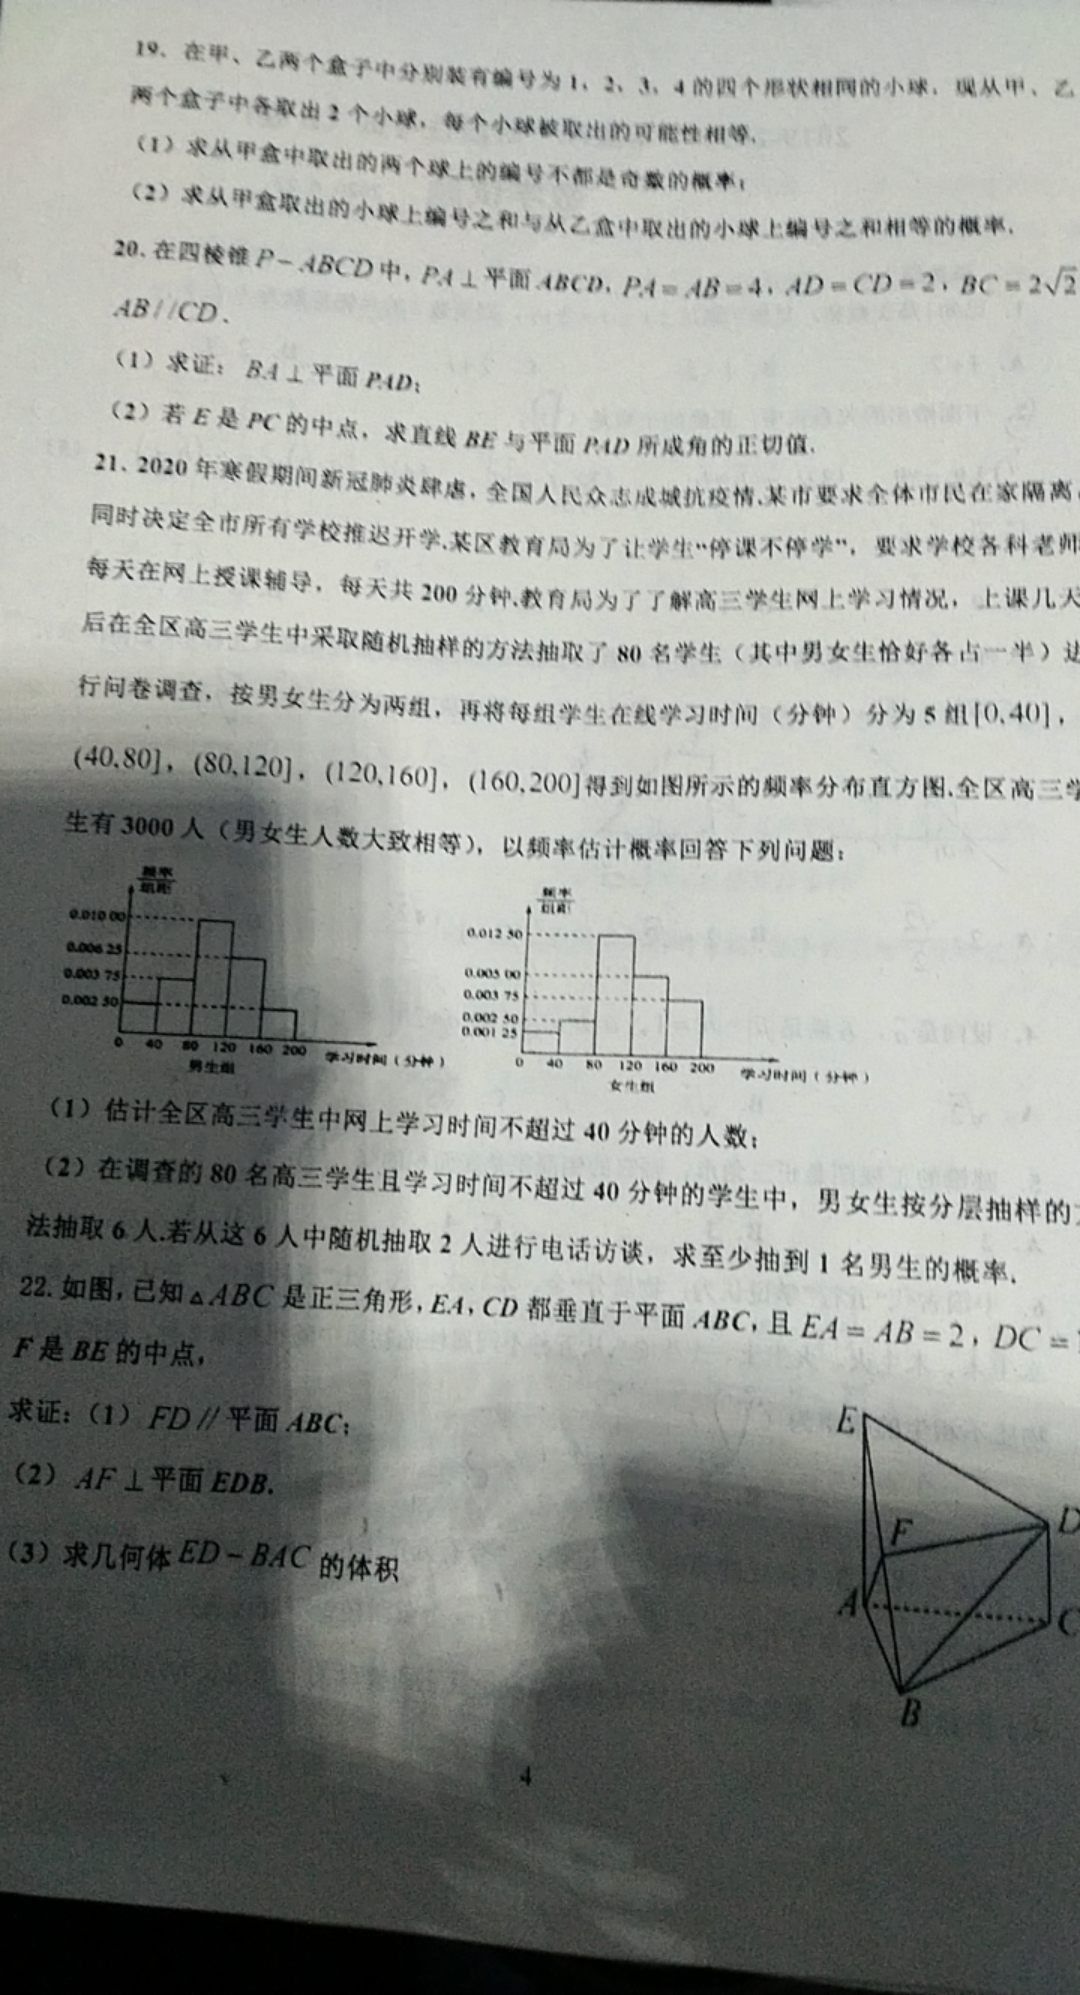 19. 在甲、乙两个盒子中分别装有编号为 1, 2, 3, 4 的四个形状相同的小球, 现从甲、乙
两个盒子中各取出 2 个小球, 每个小球被取出的可能性相等.
(1) 求从甲盒中取出的两个球上的编号不都是奇数的概率;
(2) 求从甲盒取出的小球上编号之和与从乙盒中取出的小球上编号之和相等的概率.
20. 在四棱锥 P-ABCD 中, PA⊥平面 ABCD, PA=AB=4, AD=CD=2, BC=2√2
AB//CD.
(1) 求证: BA⊥平面 PAD;
(2) 若 E 是 PC 的中点, 求直线 BE 与平面 PAD 所成角的正切值.
21. 2020 年寒假期间新冠肺炎肆虐, 全国人民众志成城抗疫情.某市要求全体市民在家隔离,
同时决定全市所有学校推迟开学.某区教育局为了让学生“停课不停学”, 要求学校各科老师
每天在网上授课辅导, 每天共 200 分钟.教育局为了了解高三学生网上学习情况, 上课几天
后在全区高三学生中采取随机抽样的方法抽取了 80 名学生 (其中男女生恰好各占一半) 进
行问卷调查, 按男女生分为两组, 再将每组学生在线学习时间 (分钟) 分为 5 组[0,40],
(40,80], (80,120], (120,160], (160,200]得到如图所示的频率分布直方图.全区高三学
生有 3000 人 (男女生人数大致相等), 以频率估计概率回答下列问题:
频率
组距
0.010 00
0.006 25
0.003 75
0.002 50
0 40 80 120 160 200 学习时间 (分钟)
男生组
频率
组距
0.012 50
0.005 00
0.003 75
0.002 50
0.001 25
0 40 80 120 160 200 学习时间 (分钟)
女生组
(1) 估计全区高三学生中网上学习时间不超过 40 分钟的人数;
(2) 在调查的 80 名高三学生且学习时间不超过 40 分钟的学生中, 男女生按分层抽样的
法抽取 6 人.若从这 6 人中随机抽取 2 人进行电话访谈, 求至少抽到 1 名男生的概率.
22. 如图, 已知△ABC 是正三角形, EA, CD 都垂直于平面 ABC, 且 EA=AB=2, DC=
F 是 BE 的中点,
求证: (1) FD//平面 ABC;
(2) AF⊥平面 EDB.
(3) 求几何体 ED-BAC 的体积
E
D
F
A
C
B
4